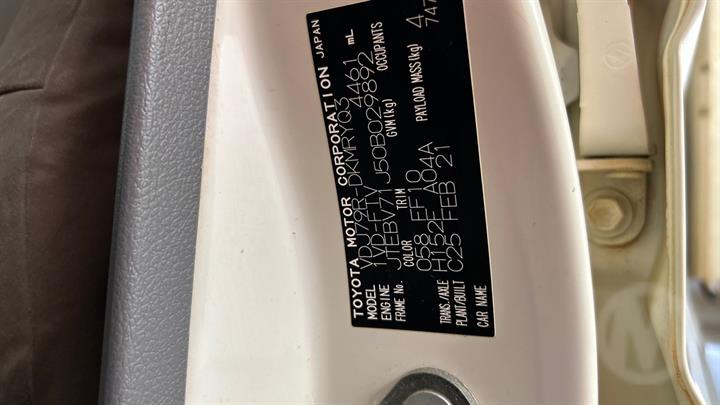 TOYOTA MOTOR CORPORATION JAPAN
MODEL VDJ79R-DKMRYQ3
ENGINE 1VD-FTV 4461 mL
FRAME No. JTEBV71J50B029892
COLOR TRIM GVM(kg) OCCUPANTS
058 FF10 4
TRANS./AXLE H152F A04A PAYLOAD MASS(kg)
PLANT/BUILT C25 FEB 21
CAR NAME